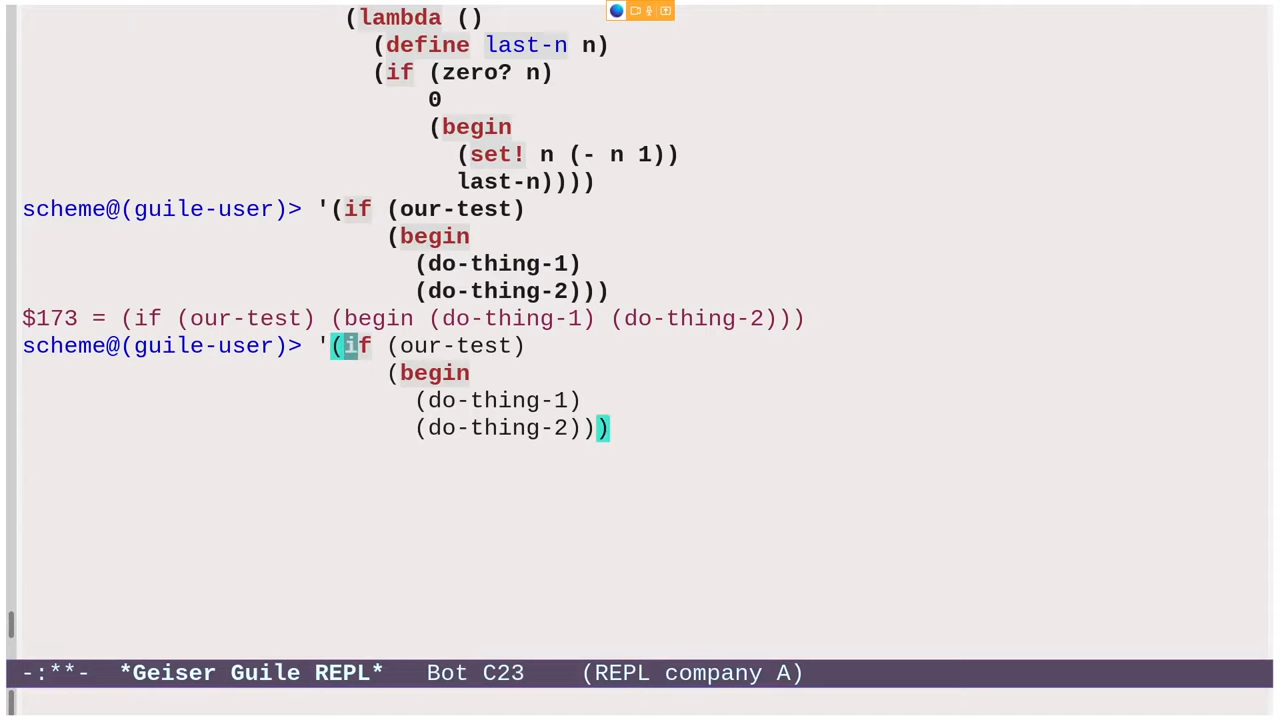 (lambda ()
(define last-n n)
(if (zero? n)
0
(begin
(set! n (- n 1))
last-n))))
scheme@(guile-user)> '(if (our-test)
(begin
(do-thing-1)
(do-thing-2)))
$173 = (if (our-test) (begin (do-thing-1) (do-thing-2)))
scheme@(guile-user)> '(if (our-test)
(begin
(do-thing-1)
(do-thing-2)))
-:**-  *Geiser Guile REPL*   Bot C23    (REPL company A)